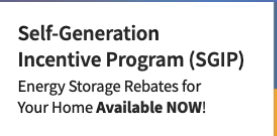 Self-Generation
Incentive Program (SGIP)
Energy Storage Rebates for
Your Home Available NOW!